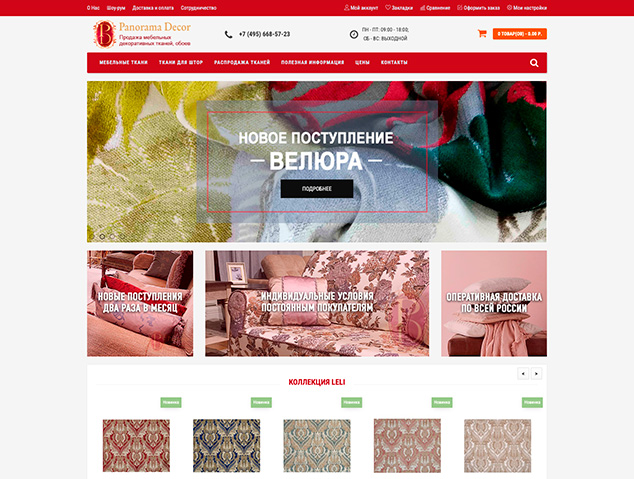 О Нас Шоу-рум Доставка и оплата Сотрудничество
Мой аккаунт Закладки Сравнение Оформить заказ Мои настройки
Panorama Decor
Продажа мебельных
декоративных тканей, обоев
+7 (495) 668-57-23
ПН - ПТ: 09:00 - 18:00;
СБ - ВС: ВЫХОДНОЙ
0 ТОВАР(ОВ) - 0.00 Р.
МЕБЕЛЬНЫЕ ТКАНИ ТКАНИ ДЛЯ ШТОР РАСПРОДАЖА ТКАНЕЙ ПОЛЕЗНАЯ ИНФОРМАЦИЯ ЦЕНЫ КОНТАКТЫ
НОВОЕ ПОСТУПЛЕНИЕ
— ВЕЛЮРА —
ПОДРОБНЕЕ
НОВЫЕ ПОСТУПЛЕНИЯ
ДВА РАЗА В МЕСЯЦ
ИНДИВИДУАЛЬНЫЕ УСЛОВИЯ
ПОСТОЯННЫМ ПОКУПАТЕЛЯМ
ОПЕРАТИВНАЯ ДОСТАВКА
ПО ВСЕЙ РОССИИ
КОЛЛЕКЦИЯ LELI
Новинка Новинка Новинка Новинка Новинка